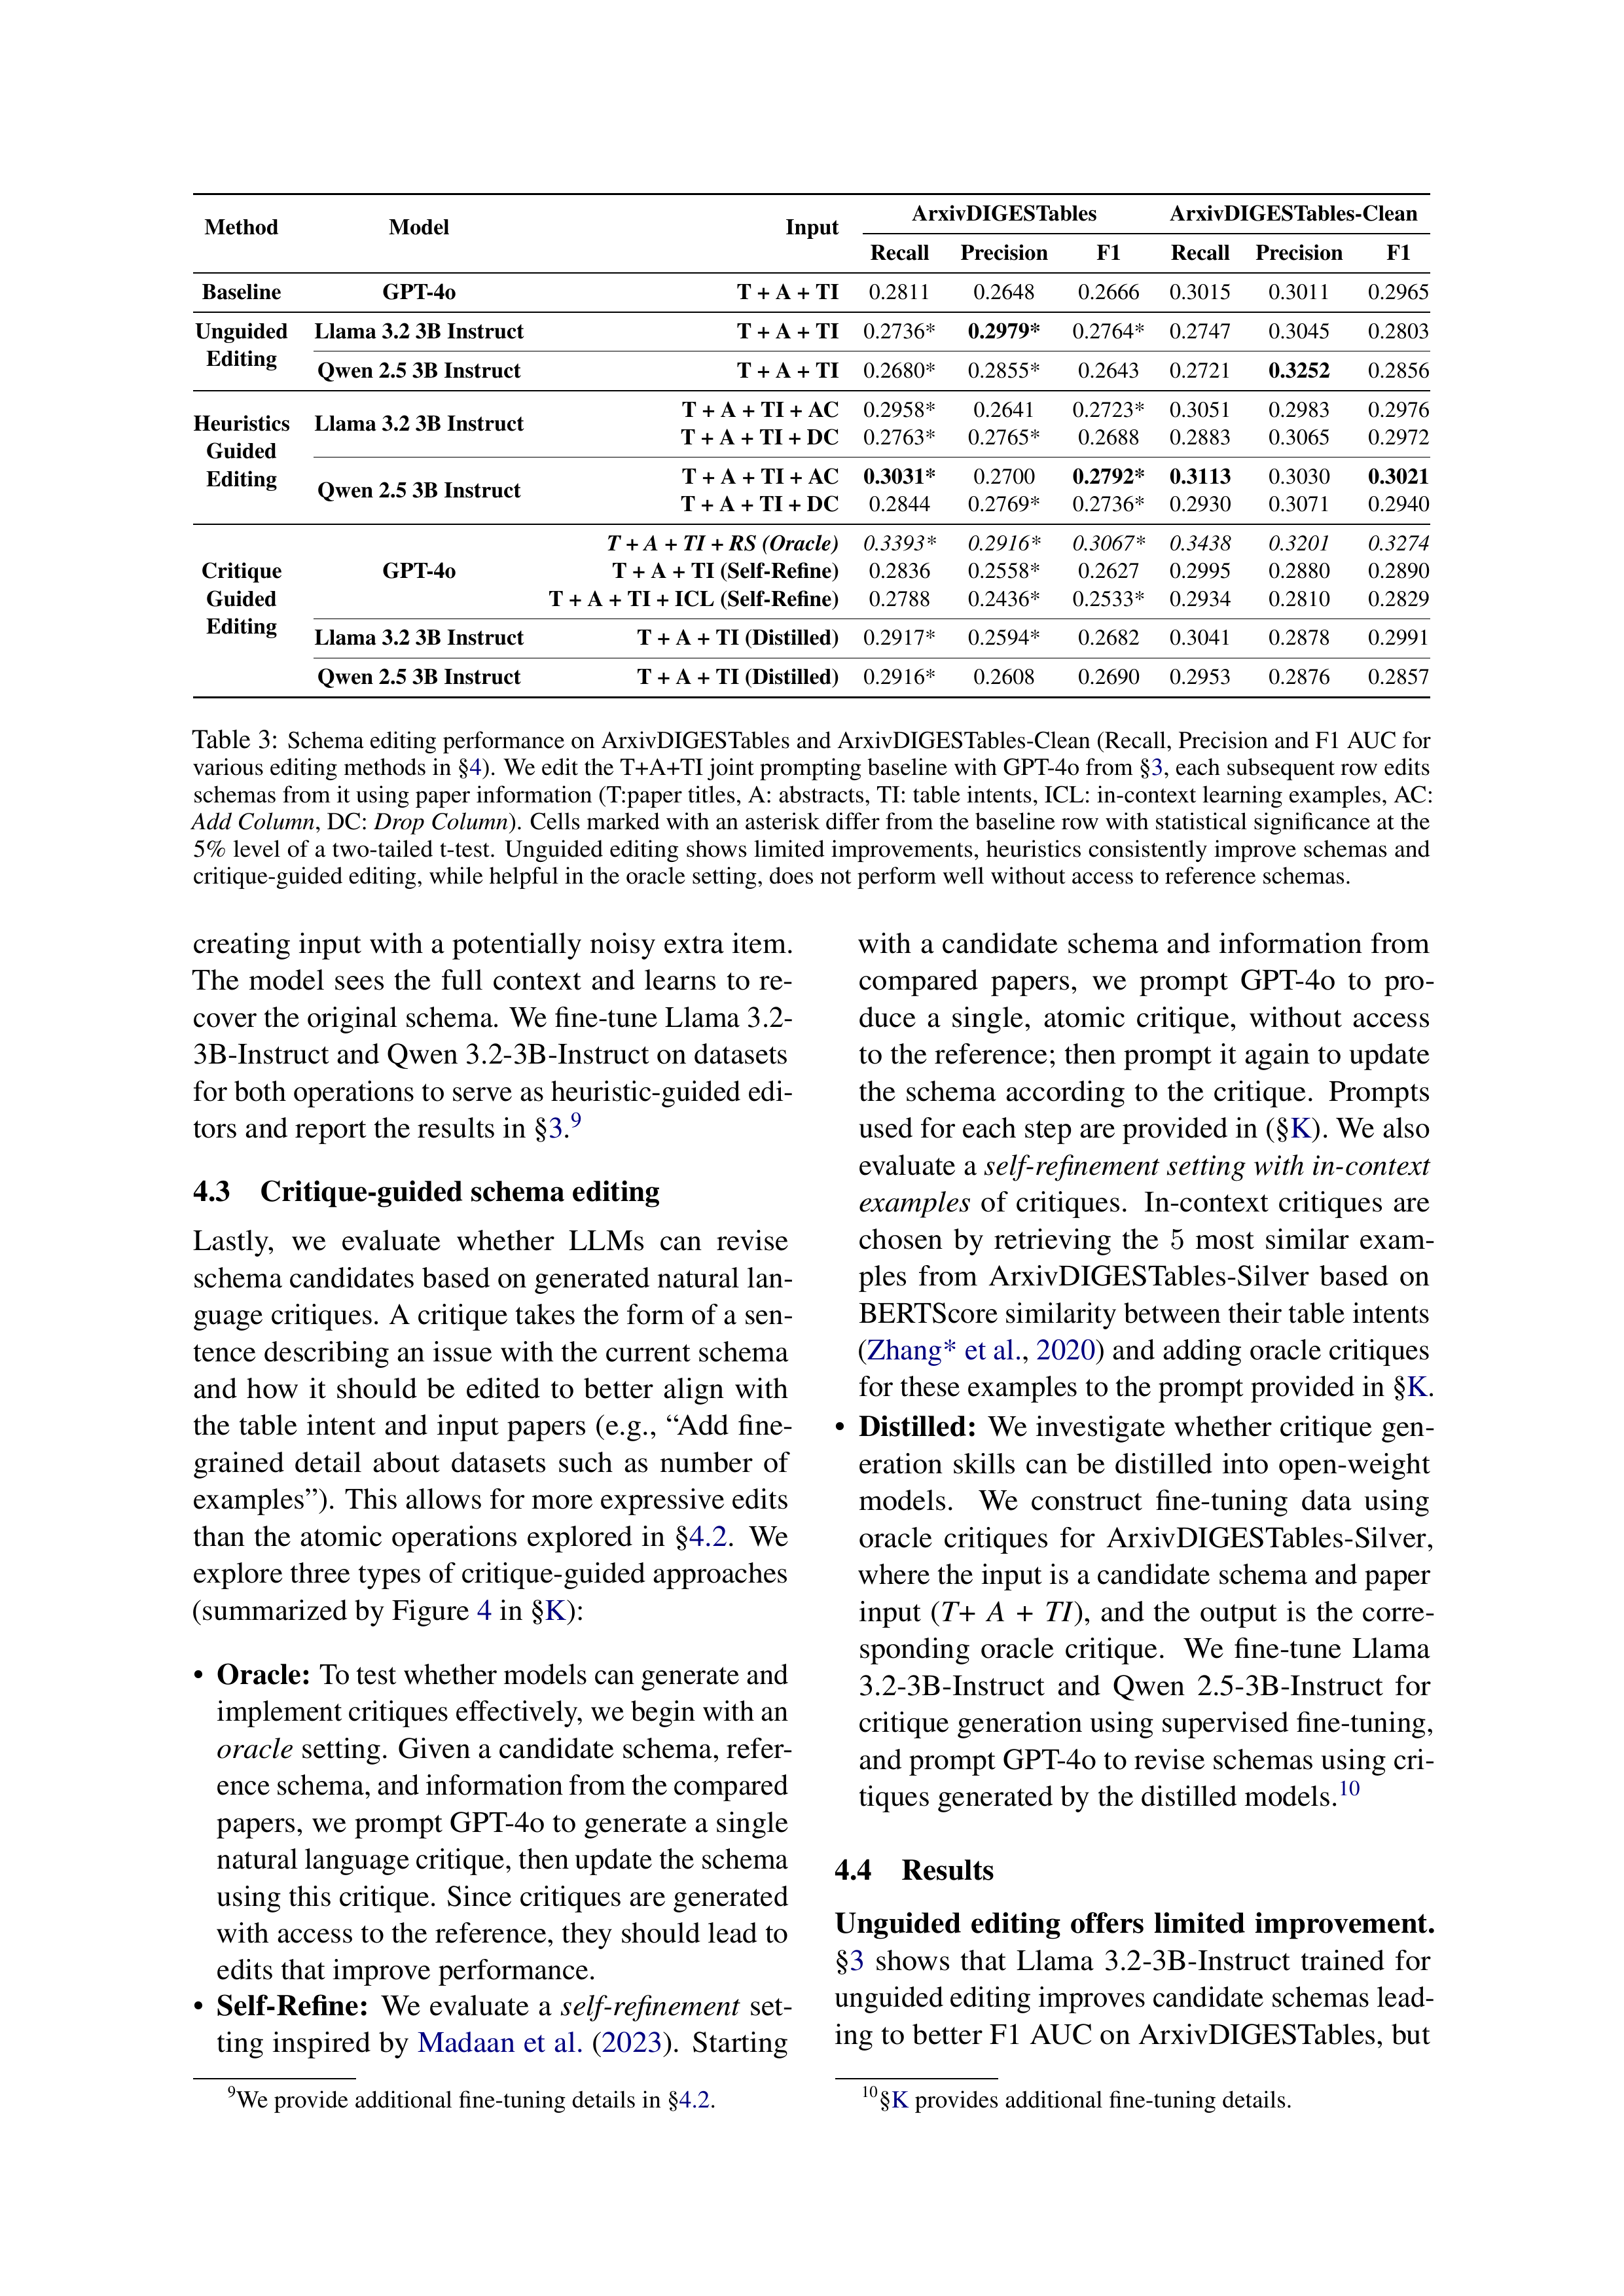 Method Model Input ArxivDIGESTables ArxivDIGESTables-Clean
Recall Precision F1 Recall Precision F1
Baseline GPT-4o T + A + TI 0.2811 0.2648 0.2666 0.3015 0.3011 0.2965
Unguided Editing Llama 3.2 3B Instruct T + A + TI 0.2736* 0.2979* 0.2764* 0.2747 0.3045 0.2803
Qwen 2.5 3B Instruct T + A + TI 0.2680* 0.2855* 0.2643 0.2721 0.3252 0.2856
Heuristics Guided Editing Llama 3.2 3B Instruct T + A + TI + AC 0.2958* 0.2641 0.2723* 0.3051 0.2983 0.2976
T + A + TI + DC 0.2763* 0.2765* 0.2688 0.2883 0.3065 0.2972
Qwen 2.5 3B Instruct T + A + TI + AC 0.3031* 0.2700 0.2792* 0.3113 0.3030 0.3021
T + A + TI + DC 0.2844 0.2769* 0.2736* 0.2930 0.3071 0.2940
Critique Guided Editing GPT-4o T + A + TI + RS (Oracle) 0.3393* 0.2916* 0.3067* 0.3438 0.3201 0.3274
T + A + TI (Self-Refine) 0.2836 0.2558* 0.2627 0.2995 0.2880 0.2890
T + A + TI + ICL (Self-Refine) 0.2788 0.2436* 0.2533* 0.2934 0.2810 0.2829
Llama 3.2 3B Instruct T + A + TI (Distilled) 0.2917* 0.2594* 0.2682 0.3041 0.2878 0.2991
Qwen 2.5 3B Instruct T + A + TI (Distilled) 0.2916* 0.2608 0.2690 0.2953 0.2876 0.2857
Table 3: Schema editing performance on ArxivDIGESTables and ArxivDIGESTables-Clean (Recall, Precision and F1 AUC for
various editing methods in §4). We edit the T+A+TI joint prompting baseline with GPT-4o from §3, each subsequent row edits
schemas from it using paper information (T:paper titles, A: abstracts, TI: table intents, ICL: in-context learning examples, AC:
Add Column, DC: Drop Column). Cells marked with an asterisk differ from the baseline row with statistical significance at the
5% level of a two-tailed t-test. Unguided editing shows limited improvements, heuristics consistently improve schemas and
critique-guided editing, while helpful in the oracle setting, does not perform well without access to reference schemas.
creating input with a potentially noisy extra item.
The model sees the full context and learns to re-
cover the original schema. We fine-tune Llama 3.2-
3B-Instruct and Qwen 3.2-3B-Instruct on datasets
for both operations to serve as heuristic-guided edi-
tors and report the results in §3.9
4.3 Critique-guided schema editing
Lastly, we evaluate whether LLMs can revise
schema candidates based on generated natural lan-
guage critiques. A critique takes the form of a sen-
tence describing an issue with the current schema
and how it should be edited to better align with
the table intent and input papers (e.g., “Add fine-
grained detail about datasets such as number of
examples”). This allows for more expressive edits
than the atomic operations explored in §4.2. We
explore three types of critique-guided approaches
(summarized by Figure 4 in §K):
• Oracle: To test whether models can generate and
implement critiques effectively, we begin with an
oracle setting. Given a candidate schema, refer-
ence schema, and information from the compared
papers, we prompt GPT-4o to generate a single
natural language critique, then update the schema
using this critique. Since critiques are generated
with access to the reference, they should lead to
edits that improve performance.
• Self-Refine: We evaluate a self-refinement set-
ting inspired by Madaan et al. (2023). Starting
9We provide additional fine-tuning details in §4.2.
with a candidate schema and information from
compared papers, we prompt GPT-4o to pro-
duce a single, atomic critique, without access
to the reference; then prompt it again to update
the schema according to the critique. Prompts
used for each step are provided in (§K). We also
evaluate a self-refinement setting with in-context
examples of critiques. In-context critiques are
chosen by retrieving the 5 most similar exam-
ples from ArxivDIGESTables-Silver based on
BERTScore similarity between their table intents
(Zhang* et al., 2020) and adding oracle critiques
for these examples to the prompt provided in §K.
• Distilled: We investigate whether critique gen-
eration skills can be distilled into open-weight
models. We construct fine-tuning data using
oracle critiques for ArxivDIGESTables-Silver,
where the input is a candidate schema and paper
input (T+ A + TI), and the output is the corre-
sponding oracle critique. We fine-tune Llama
3.2-3B-Instruct and Qwen 2.5-3B-Instruct for
critique generation using supervised fine-tuning,
and prompt GPT-4o to revise schemas using cri-
tiques generated by the distilled models.10
4.4 Results
Unguided editing offers limited improvement.
§3 shows that Llama 3.2-3B-Instruct trained for
unguided editing improves candidate schemas lead-
ing to better F1 AUC on ArxivDIGESTables, but
10§K provides additional fine-tuning details.